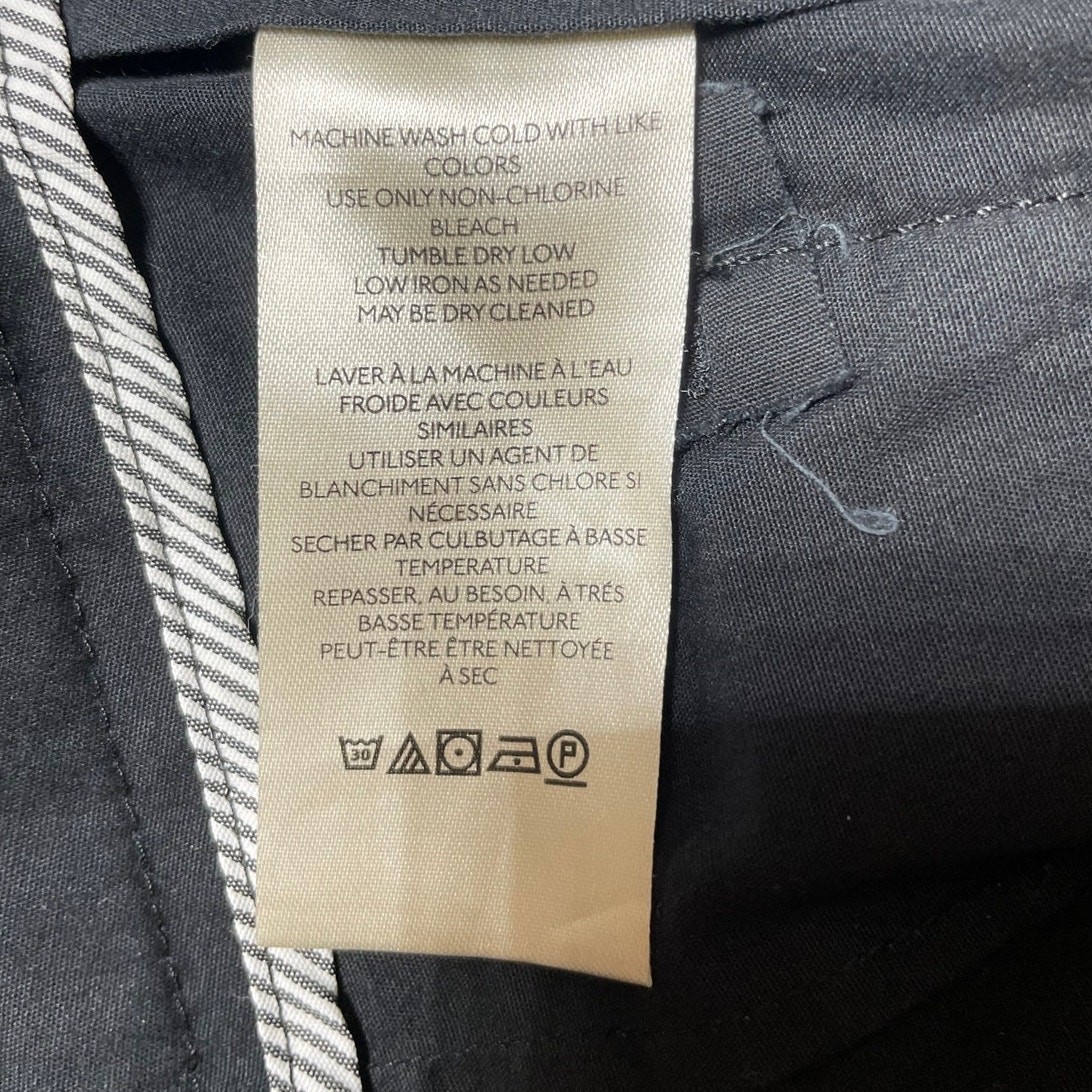 MACHINE WASH COLD WITH LIKE
COLORS
USE ONLY NON-CHLORINE
BLEACH
TUMBLE DRY LOW
LOW IRON AS NEEDED
MAY BE DRY CLEANED
LAVER À LA MACHINE À L'EAU
FROIDE AVEC COULEURS
SIMILAIRES
UTILISER UN AGENT DE
BLANCHIMENT SANS CHLORE SI
NÉCESSAIRE
SECHER PAR CULBUTAGE À BASSE
TEMPERATURE
REPASSER, AU BESOIN, À TRÉS
BASSE TEMPÉRATURE
PEUT-ÊTRE ÊTRE NETTOYÉE
À SEC
30 P